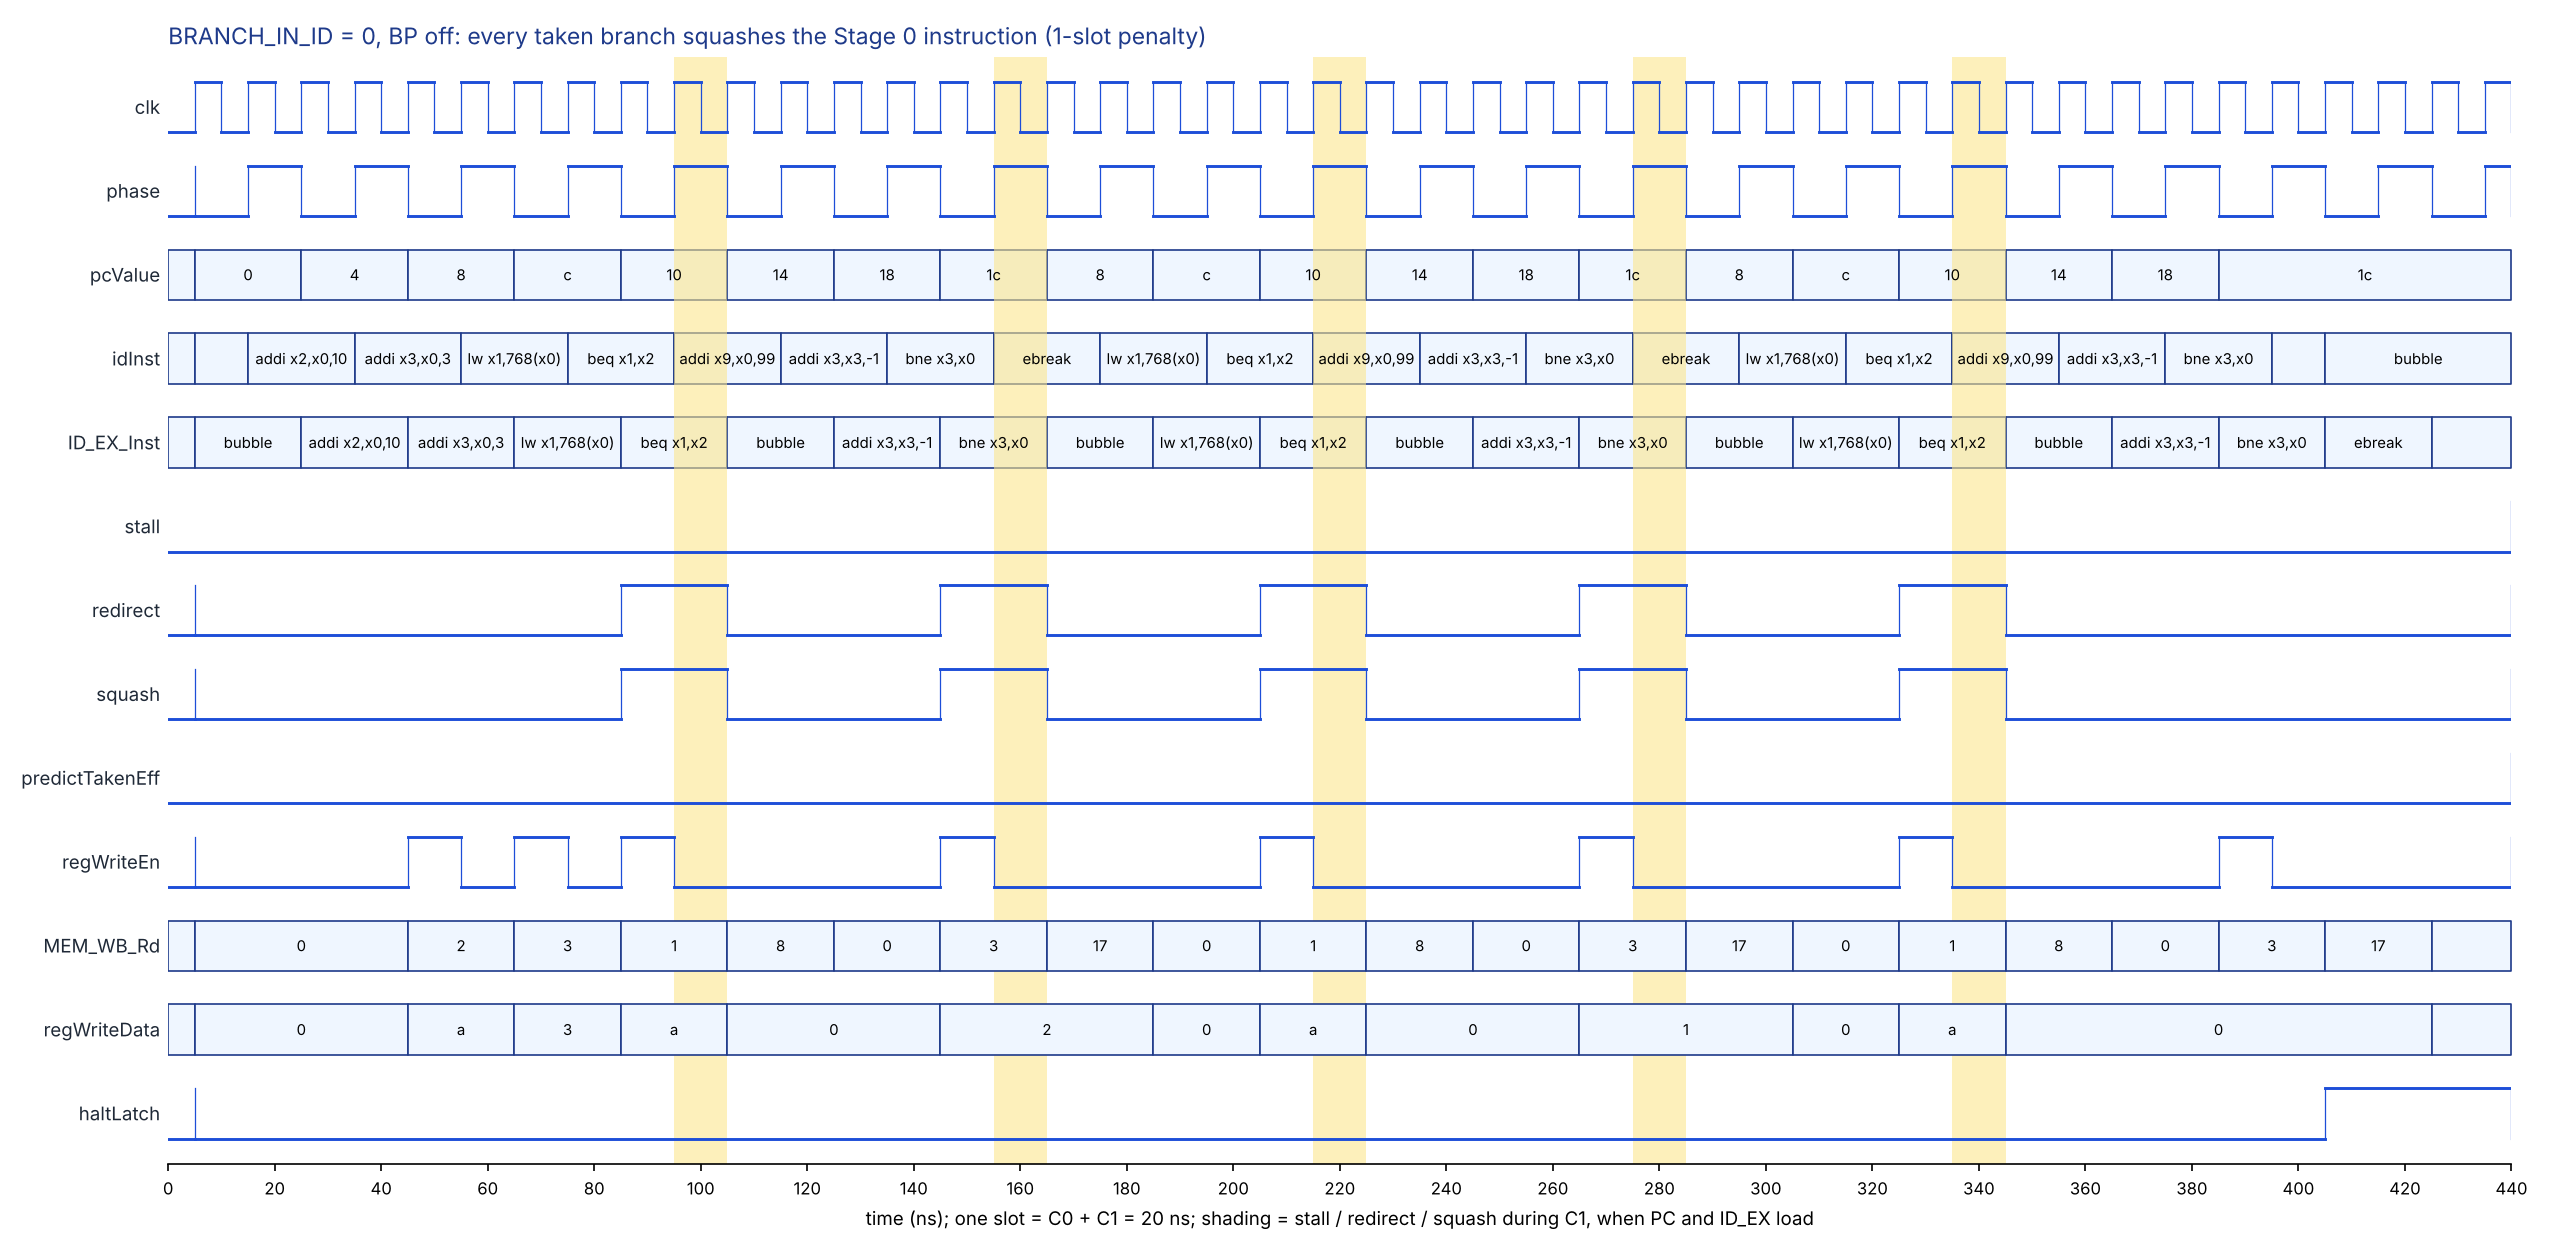 BRANCH_IN_ID = 0, BP off: every taken branch squashes the Stage 0 instruction (1-slot penalty)
clk
phase
pcValue 0 4 8 c 10 14 18 1c 8 c 10 14 18 1c 8 c 10 14 18 1c
idInst addi x2,x0,10 addi x3,x0,3 lw x1,768(x0) beq x1,x2 addi x9,x0,99 addi x3,x3,-1 bne x3,x0 ebreak lw x1,768(x0) beq x1,x2 addi x9,x0,99 addi x3,x3,-1 bne x3,x0 ebreak lw x1,768(x0) beq x1,x2 addi x9,x0,99 addi x3,x3,-1 bne x3,x0 bubble
ID_EX_Inst bubble addi x2,x0,10 addi x3,x0,3 lw x1,768(x0) beq x1,x2 bubble addi x3,x3,-1 bne x3,x0 bubble lw x1,768(x0) beq x1,x2 bubble addi x3,x3,-1 bne x3,x0 bubble lw x1,768(x0) beq x1,x2 bubble addi x3,x3,-1 bne x3,x0 ebreak
stall
redirect
squash
predictTakenEff
regWriteEn
MEM_WB_Rd 0 2 3 1 8 0 3 17 0 1 8 0 3 17 0 1 8 0 3 17
regWriteData 0 a 3 a 0 2 0 a 0 1 0 a 0
haltLatch
0 20 40 60 80 100 120 140 160 180 200 220 240 260 280 300 320 340 360 380 400 420 440
time (ns); one slot = C0 + C1 = 20 ns; shading = stall / redirect / squash during C1, when PC and ID_EX load